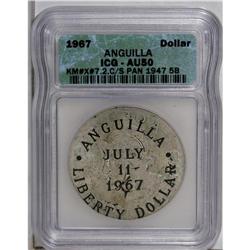 1967 Dollar
ANGUILLA
ICG - AU50
KM#X#7.2.C/S PAN 1947 5B
• ANGUILLA •
JULY
11-
1967
LIBERTY DOLLAR